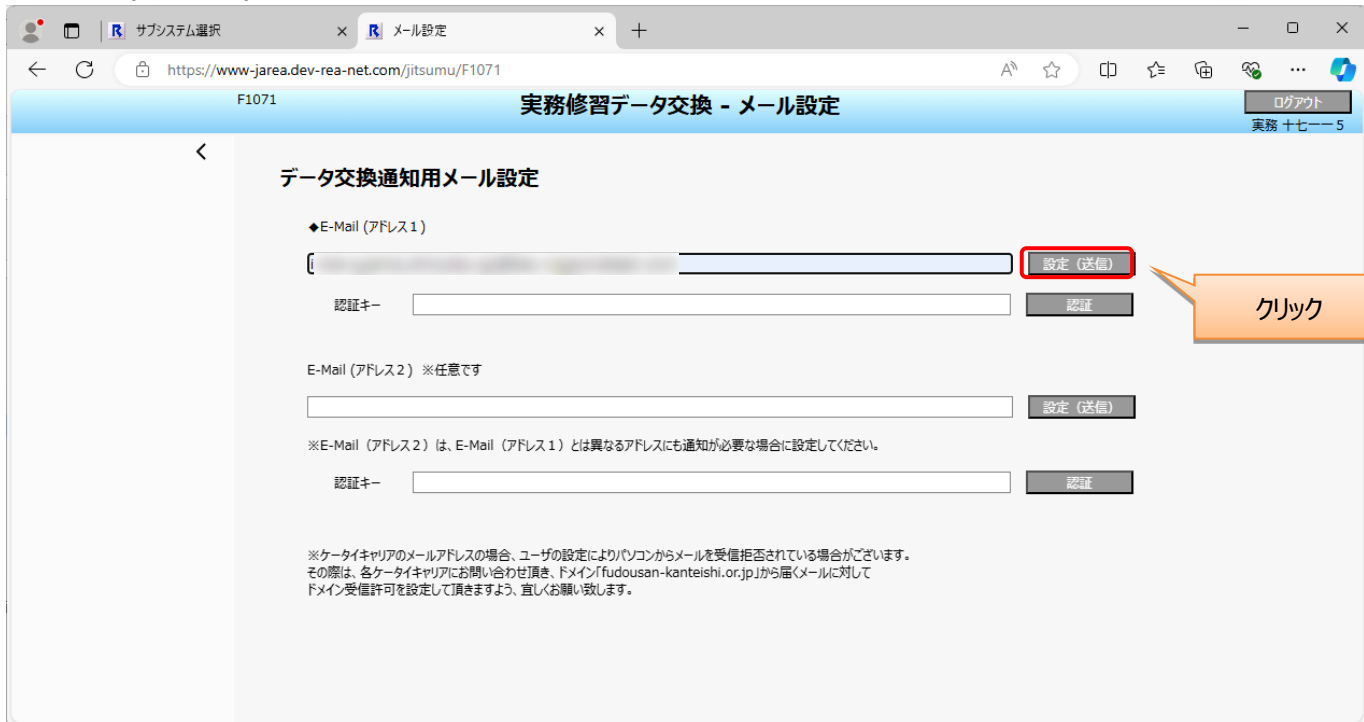 サブシステム選択
メール設定
https://www-jarea.dev-rea-net.com/jitsumu/F1071
F1071
実務修習データ交換 - メール設定
ログアウト
実務 十七一一 5
データ交換通知用メール設定
◆E-Mail (アドレス１)
i
設定（送信）
クリック
認証キー
認証
E-Mail (アドレス２) ※任意です
設定（送信）
※E-Mail（アドレス２）は、E-Mail（アドレス１）とは異なるアドレスにも通知が必要な場合に設定してください。
認証キー
認証
※ケータイキャリアのメールアドレスの場合、ユーザの設定によりパソコンからメールを受信拒否されている場合がございます。
その際は、各ケータイキャリアにお問い合わせ頂き、ドメイン「fudousan-kanteishi.or.jp」から届くメールに対して
ドメイン受信許可を設定して頂きますよう、宜しくお願い致します。